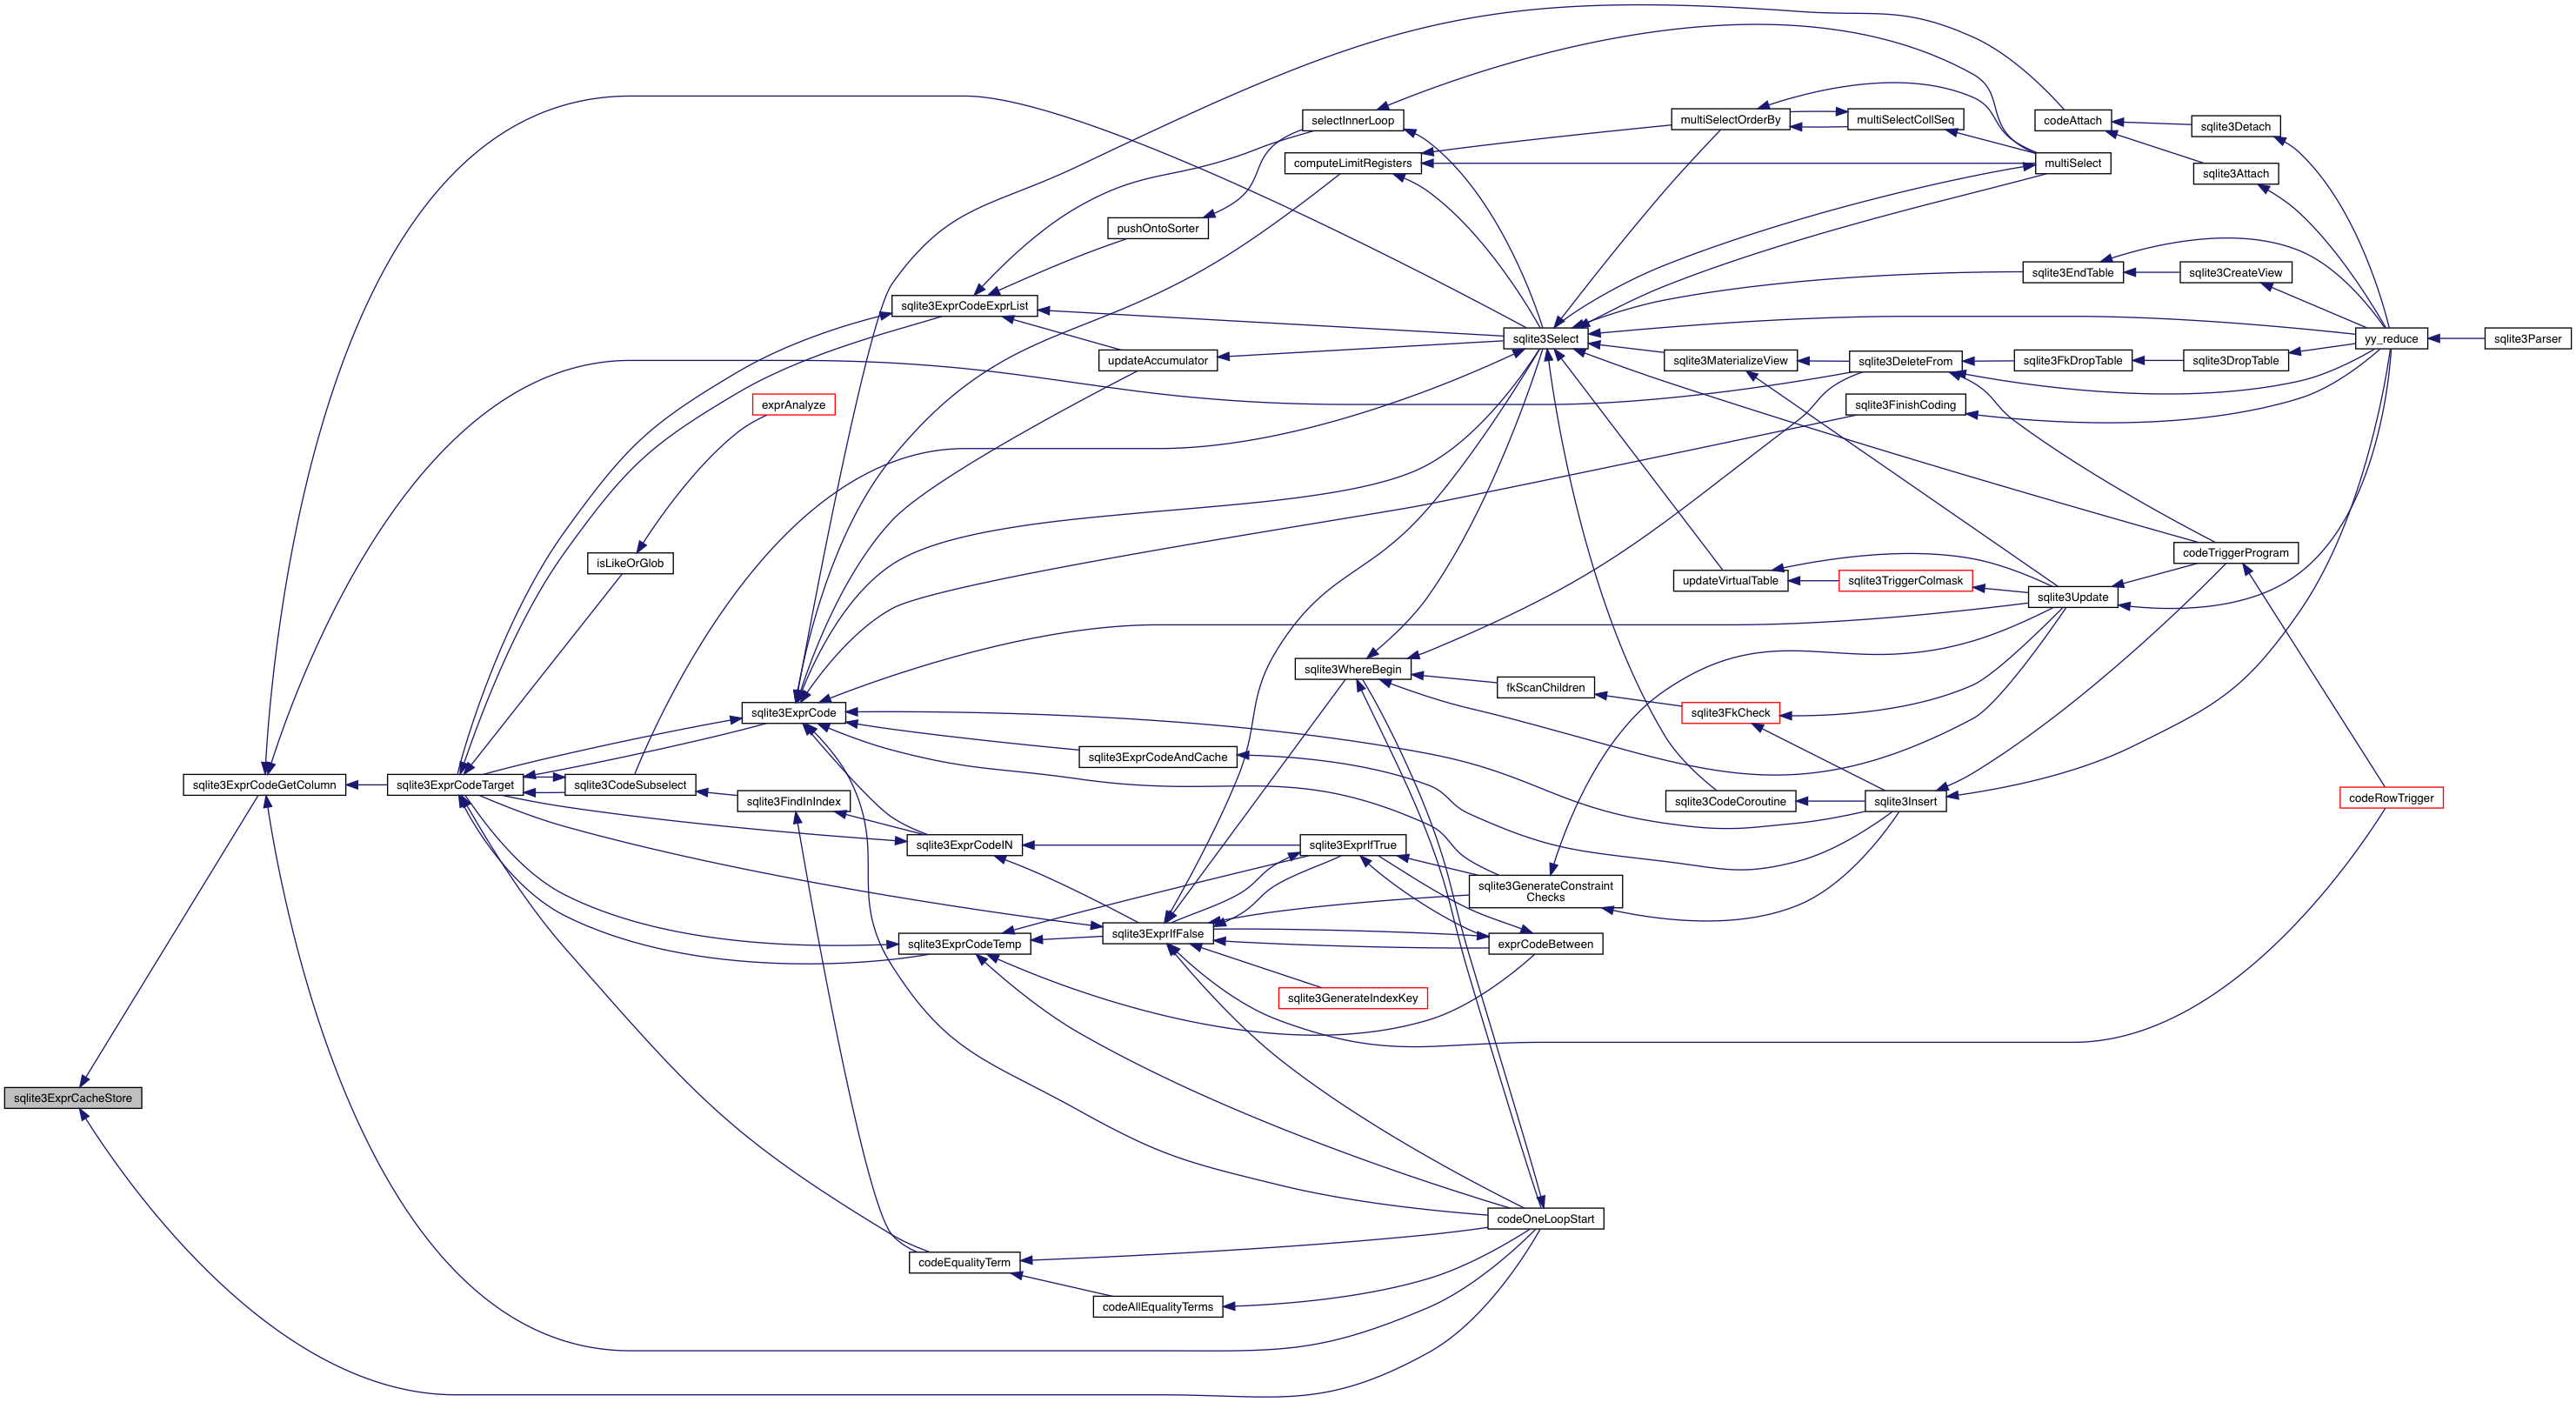 selectInnerLoop
multiSelectOrderBy
multiSelectCollSeq
codeAttach
sqlite3Detach
computeLimitRegisters
multiSelect
sqlite3Attach
pushOntoSorter
sqlite3EndTable
sqlite3CreateView
sqlite3ExprCodeExprList
sqlite3Select
yy_reduce
sqlite3Parser
updateAccumulator
sqlite3MaterializeView
sqlite3DeleteFrom
sqlite3FkDropTable
sqlite3DropTable
exprAnalyze
sqlite3FinishCoding
isLikeOrGlob
codeTriggerProgram
updateVirtualTable
sqlite3TriggerColmask
sqlite3Update
sqlite3WhereBegin
fkScanChildren
sqlite3ExprCode
sqlite3FkCheck
sqlite3ExprCodeAndCache
sqlite3ExprCodeGetColumn
sqlite3ExprCodeTarget
sqlite3CodeSubselect
sqlite3FindInIndex
sqlite3CodeCoroutine
sqlite3Insert
codeRowTrigger
sqlite3ExprCodeIN
sqlite3ExprIfTrue
sqlite3GenerateConstraint
Checks
sqlite3ExprCodeTemp
sqlite3ExprIfFalse
exprCodeBetween
sqlite3GenerateIndexKey
sqlite3ExprCacheStore
codeOneLoopStart
codeEqualityTerm
codeAllEqualityTerms